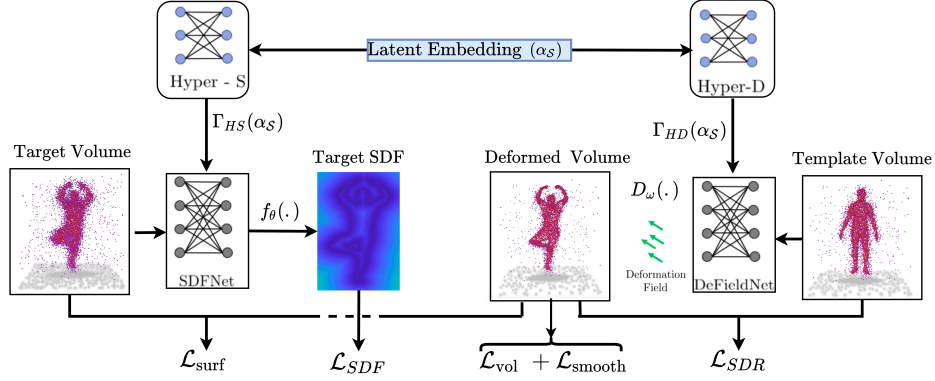 Latent Embedding (α_S)
Hyper - S
Hyper-D
Γ_HS(α_S)
Γ_HD(α_S)
Target Volume
Target SDF
Deformed Volume
Template Volume
f_θ(.)
D_ω(.)
SDFNet
Deformation
Field
DeFieldNet
ℒ_surf
ℒ_SDF
ℒ_vol + ℒ_smooth
ℒ_SDR